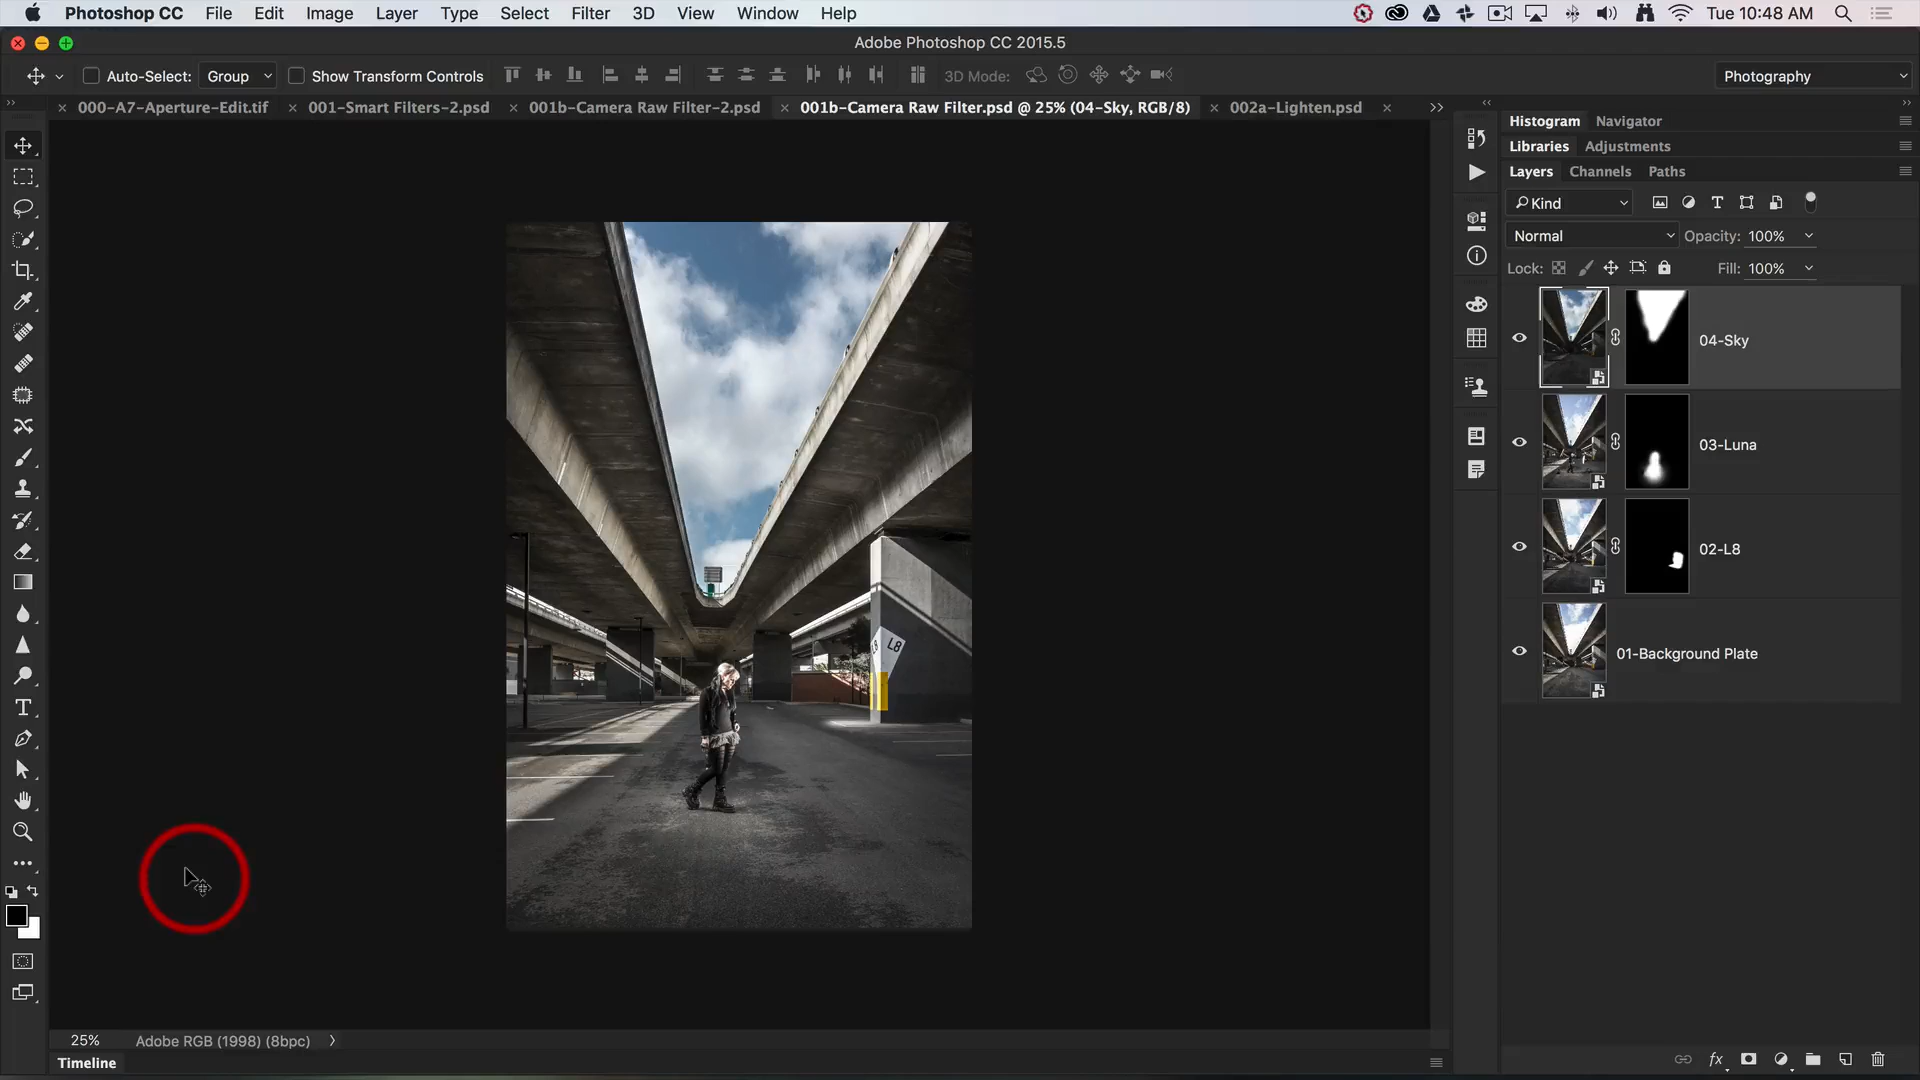 Photoshop CC File Edit Image Layer Type Select Filter 3D View Window Help Tue 10:48 AM
Adobe Photoshop CC 2015.5
Auto-Select: Group Show Transform Controls 3D Mode: Photography
000-A7-Aperture-Edit.tif 001-Smart Filters-2.psd 001b-Camera Raw Filter-2.psd 001b-Camera Raw Filter.psd @ 25% (04-Sky, RGB/8) 002a-Lighten.psd
Histogram Navigator
Libraries Adjustments
Layers Channels Paths
Kind
Normal Opacity: 100%
Lock: Fill: 100%
04-Sky
03-Luna
02-L8
01-Background Plate
L8 L8
25% Adobe RGB (1998) (8bpc)
Timeline
fx